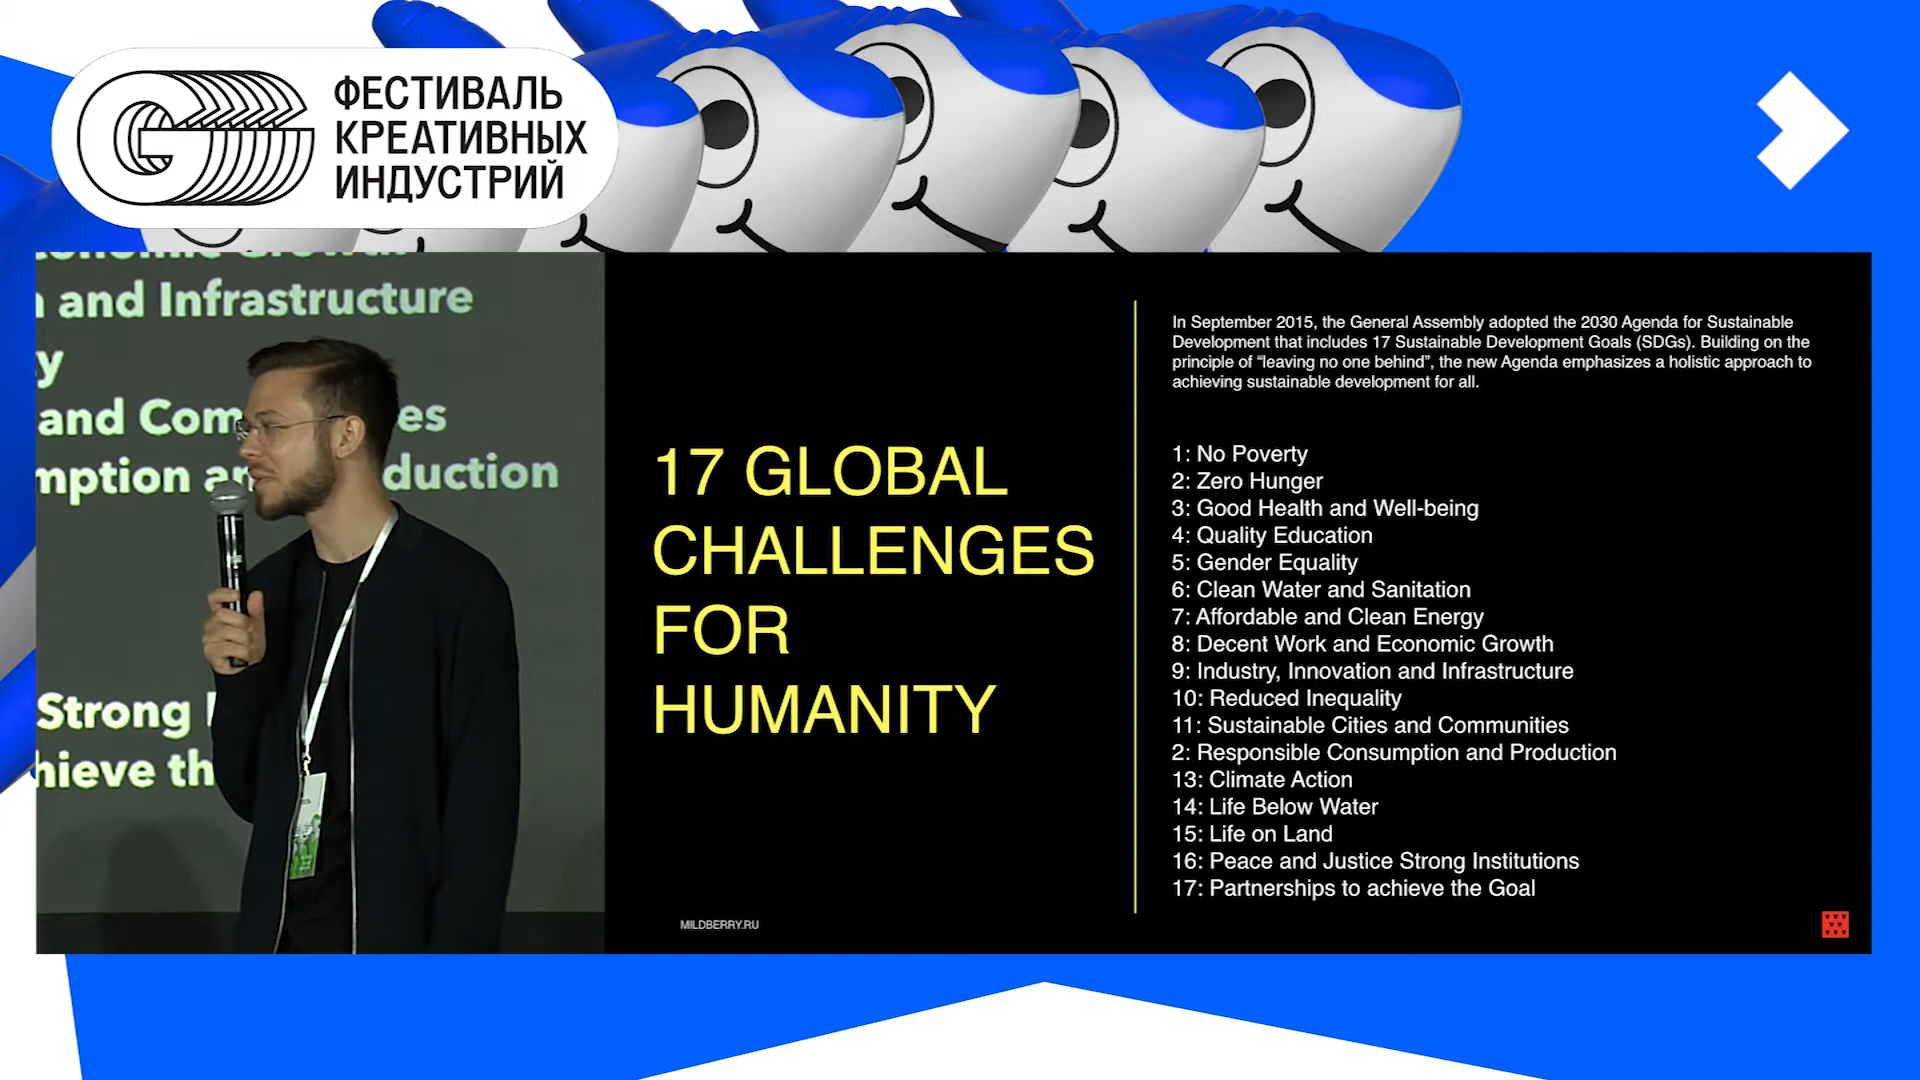 ФЕСТИВАЛЬ
КРЕАТИВНЫХ
ИНДУСТРИЙ
and Infrastructure
y
and Com es
mption an duction
Strong
hieve th
17 GLOBAL
CHALLENGES
FOR
HUMANITY
MILDBERRY.RU
In September 2015, the General Assembly adopted the 2030 Agenda for Sustainable
Development that includes 17 Sustainable Development Goals (SDGs). Building on the
principle of “leaving no one behind”, the new Agenda emphasizes a holistic approach to
achieving sustainable development for all.
1: No Poverty
2: Zero Hunger
3: Good Health and Well-being
4: Quality Education
5: Gender Equality
6: Clean Water and Sanitation
7: Affordable and Clean Energy
8: Decent Work and Economic Growth
9: Industry, Innovation and Infrastructure
10: Reduced Inequality
11: Sustainable Cities and Communities
2: Responsible Consumption and Production
13: Climate Action
14: Life Below Water
15: Life on Land
16: Peace and Justice Strong Institutions
17: Partnerships to achieve the Goal